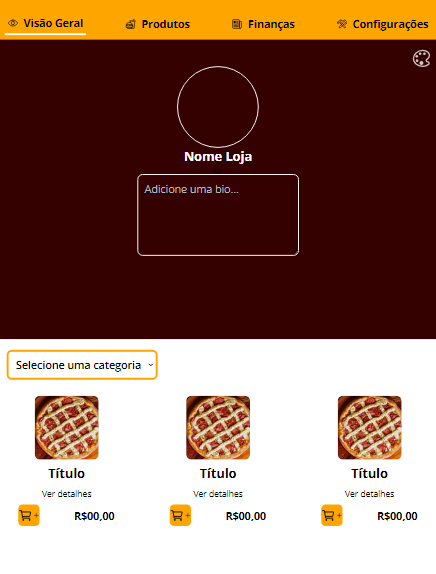 Visão Geral Produtos Finanças Configurações
Nome Loja
Adicione uma bio...
Selecione uma categoria
Título Título Título
Ver detalhes Ver detalhes Ver detalhes
+ R$00,00 + R$00,00 + R$00,00